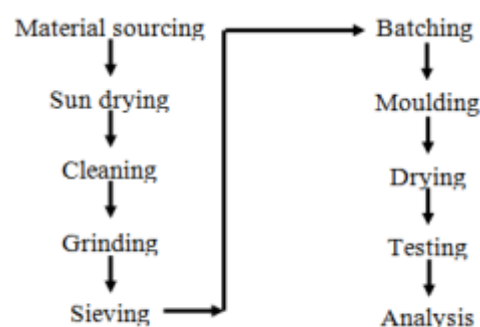 Material sourcing
Sun drying
Cleaning
Grinding
Sieving
Batching
Moulding
Drying
Testing
Analysis